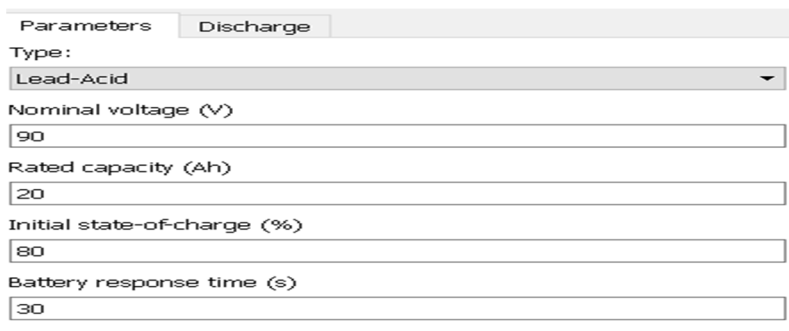 Parameters Discharge
Type:
Lead-Acid
Nominal voltage (V)
90
Rated capacity (Ah)
20
Initial state-of-charge (%)
80
Battery response time (s)
30